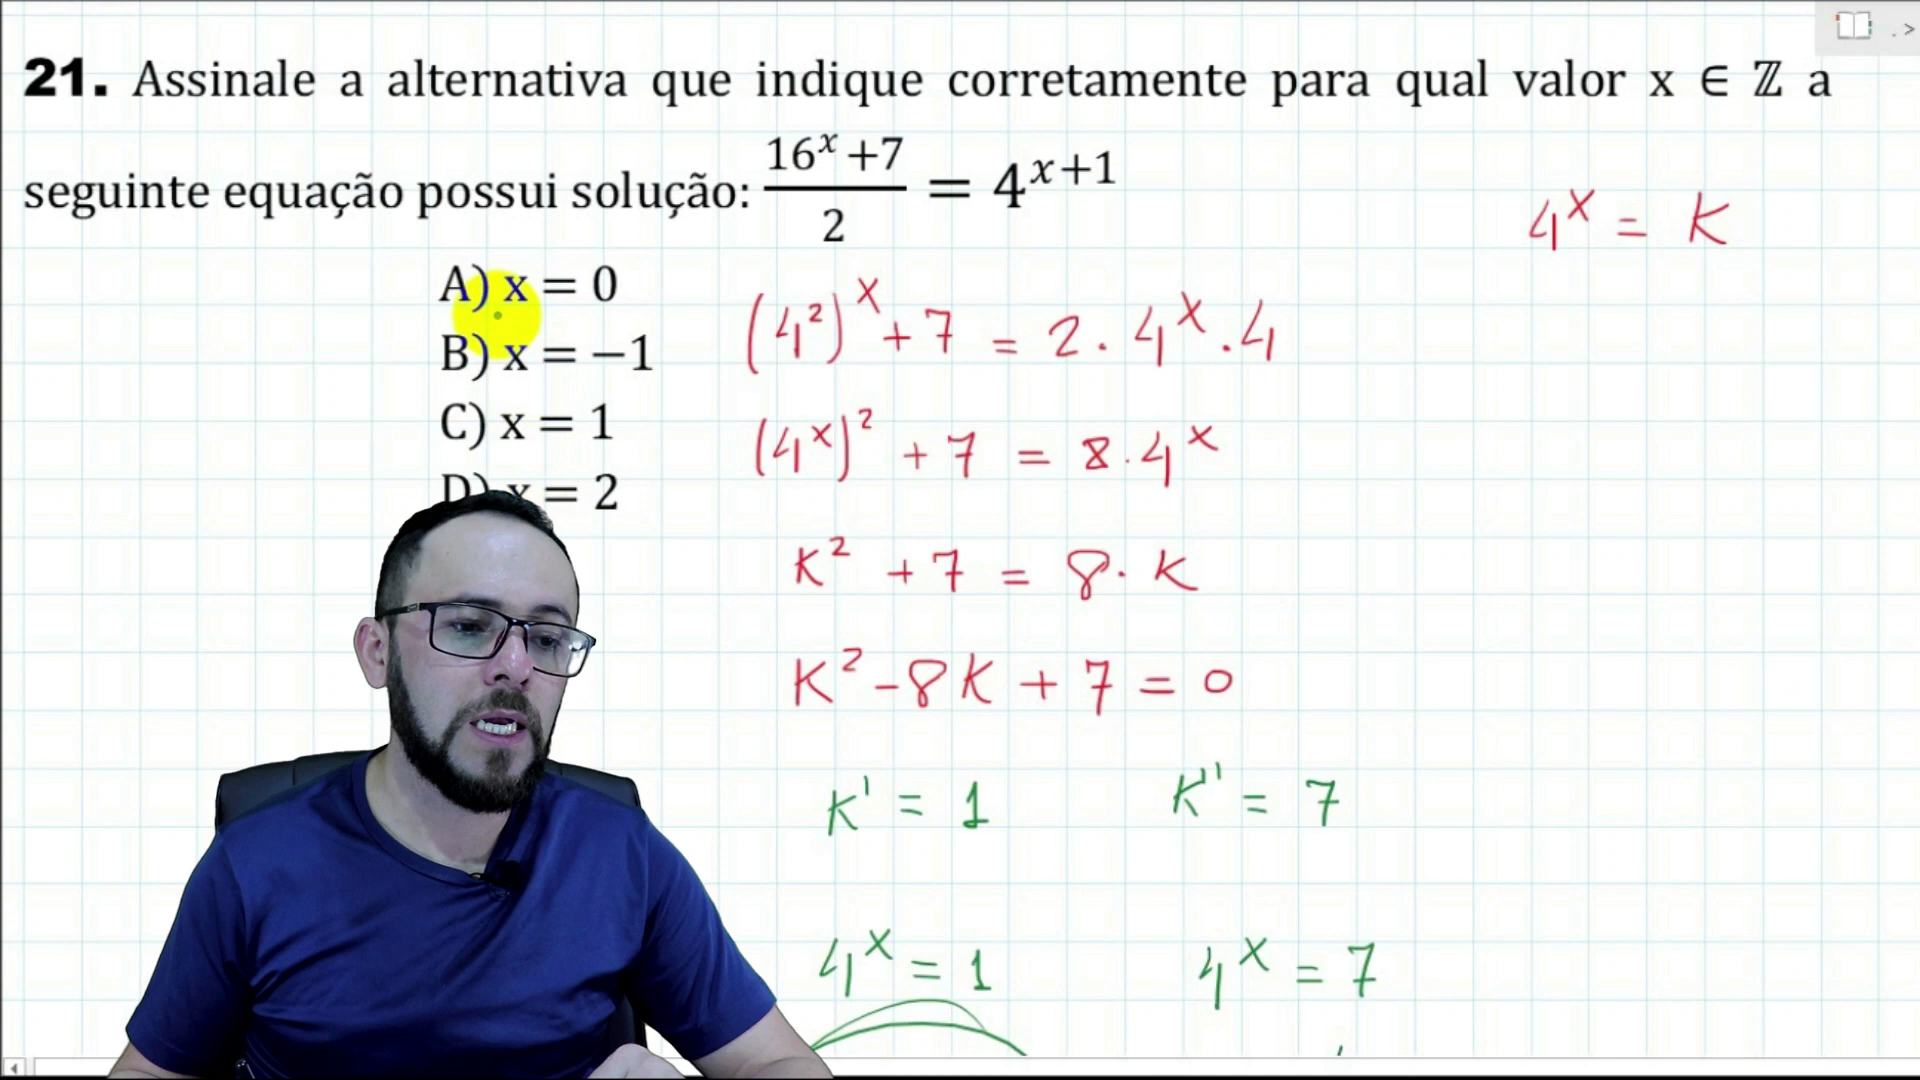 21. Assinale a alternativa que indique corretamente para qual valor x ∈ ℤ a
seguinte equação possui solução: (16^x + 7)/2 = 4^(x+1)
4^x = K
A) x = 0
B) x = −1
C) x = 1
D) x = 2
(4²)^x + 7 = 2 · 4^x · 4
(4^x)² + 7 = 8 · 4^x
K² + 7 = 8 · K
K² − 8K + 7 = 0
K' = 1 K'' = 7
4^x = 1 4^x = 7